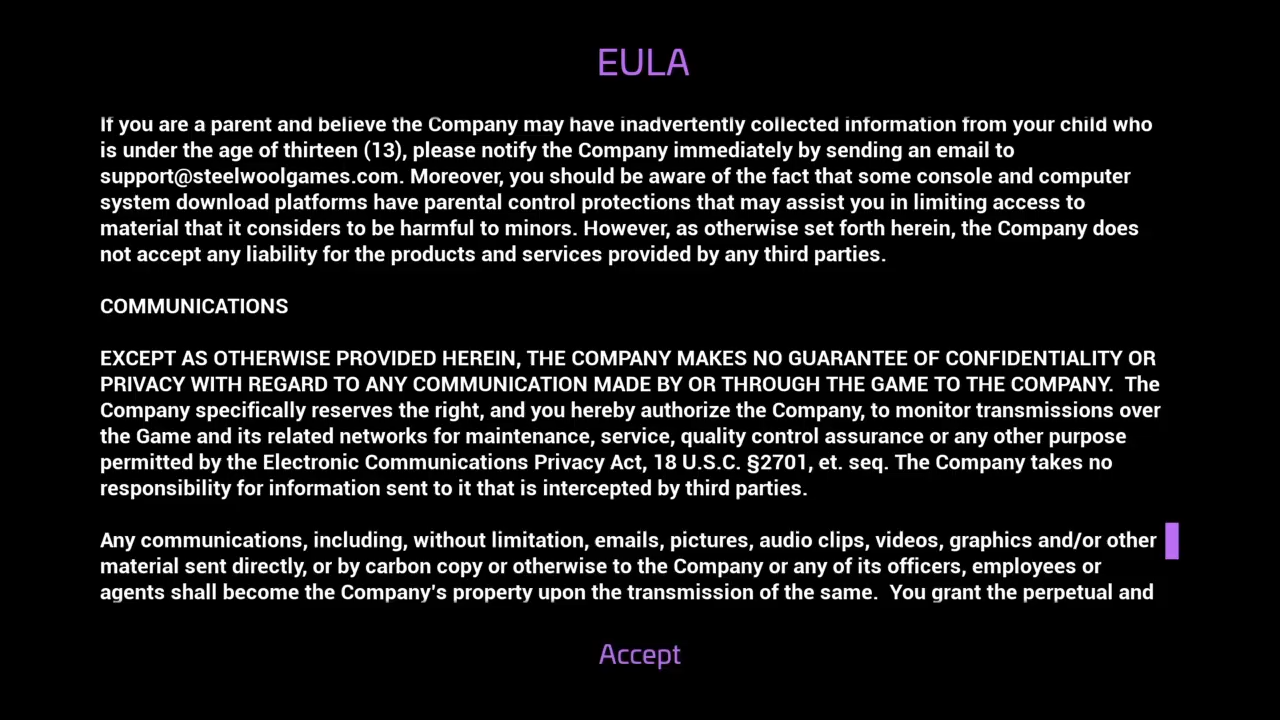 EULA
If you are a parent and believe the Company may have inadvertently collected information from your child who
is under the age of thirteen (13), please notify the Company immediately by sending an email to
support@steelwoolgames.com. Moreover, you should be aware of the fact that some console and computer
system download platforms have parental control protections that may assist you in limiting access to
material that it considers to be harmful to minors. However, as otherwise set forth herein, the Company does
not accept any liability for the products and services provided by any third parties.
COMMUNICATIONS
EXCEPT AS OTHERWISE PROVIDED HEREIN, THE COMPANY MAKES NO GUARANTEE OF CONFIDENTIALITY OR
PRIVACY WITH REGARD TO ANY COMMUNICATION MADE BY OR THROUGH THE GAME TO THE COMPANY.  The
Company specifically reserves the right, and you hereby authorize the Company, to monitor transmissions over
the Game and its related networks for maintenance, service, quality control assurance or any other purpose
permitted by the Electronic Communications Privacy Act, 18 U.S.C. §2701, et. seq. The Company takes no
responsibility for information sent to it that is intercepted by third parties.
Any communications, including, without limitation, emails, pictures, audio clips, videos, graphics and/or other
material sent directly, or by carbon copy or otherwise to the Company or any of its officers, employees or
agents shall become the Company's property upon the transmission of the same.  You grant the perpetual and
Accept